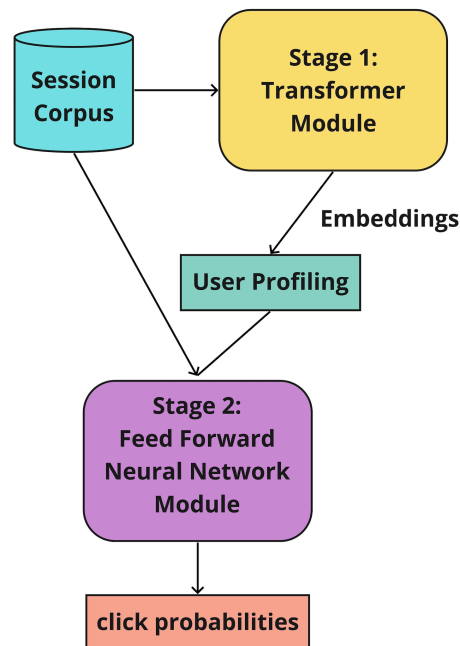 Session
Corpus
Stage 1:
Transformer
Module
Embeddings
User Profiling
Stage 2:
Feed Forward
Neural Network
Module
click probabilities